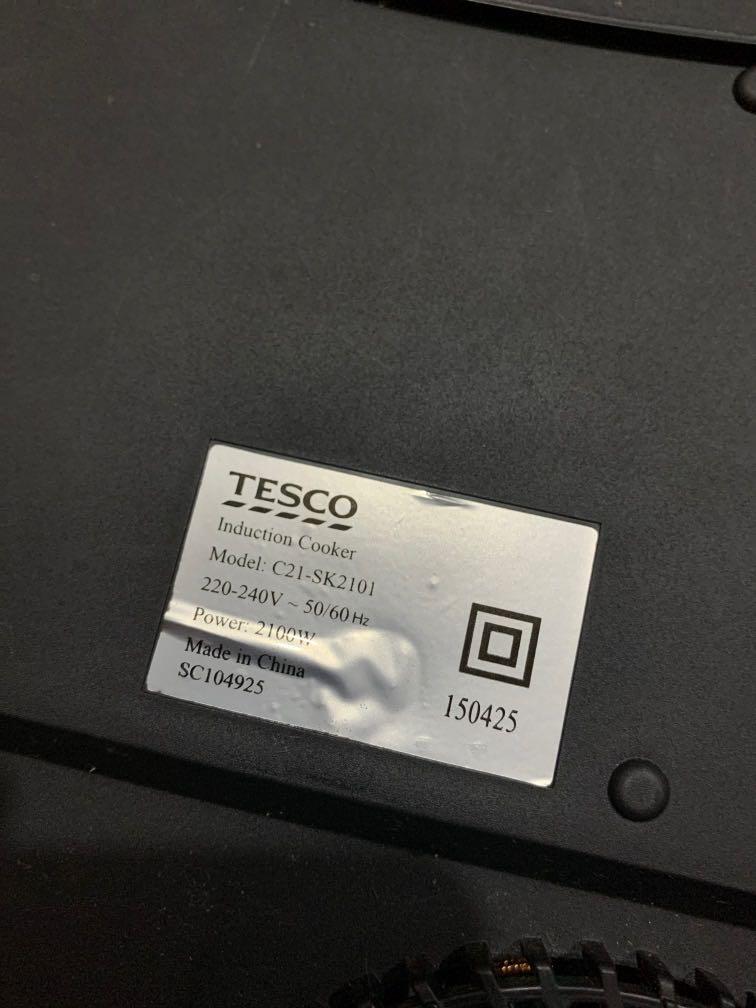 TESCO
Induction Cooker
Model: C21-SK2101
220-240V ~ 50/60Hz
Power: 2100W
Made in China
SC104925
150425